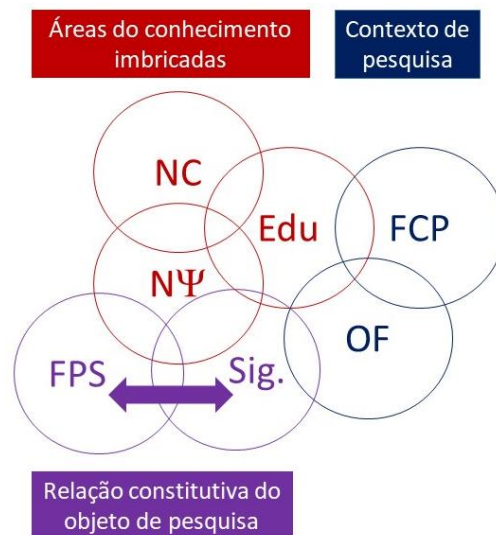 Áreas do conhecimento
imbricadas
Contexto de
pesquisa
NC
Edu
FCP
NΨ
OF
FPS
Sig.
Relação constitutiva do
objeto de pesquisa